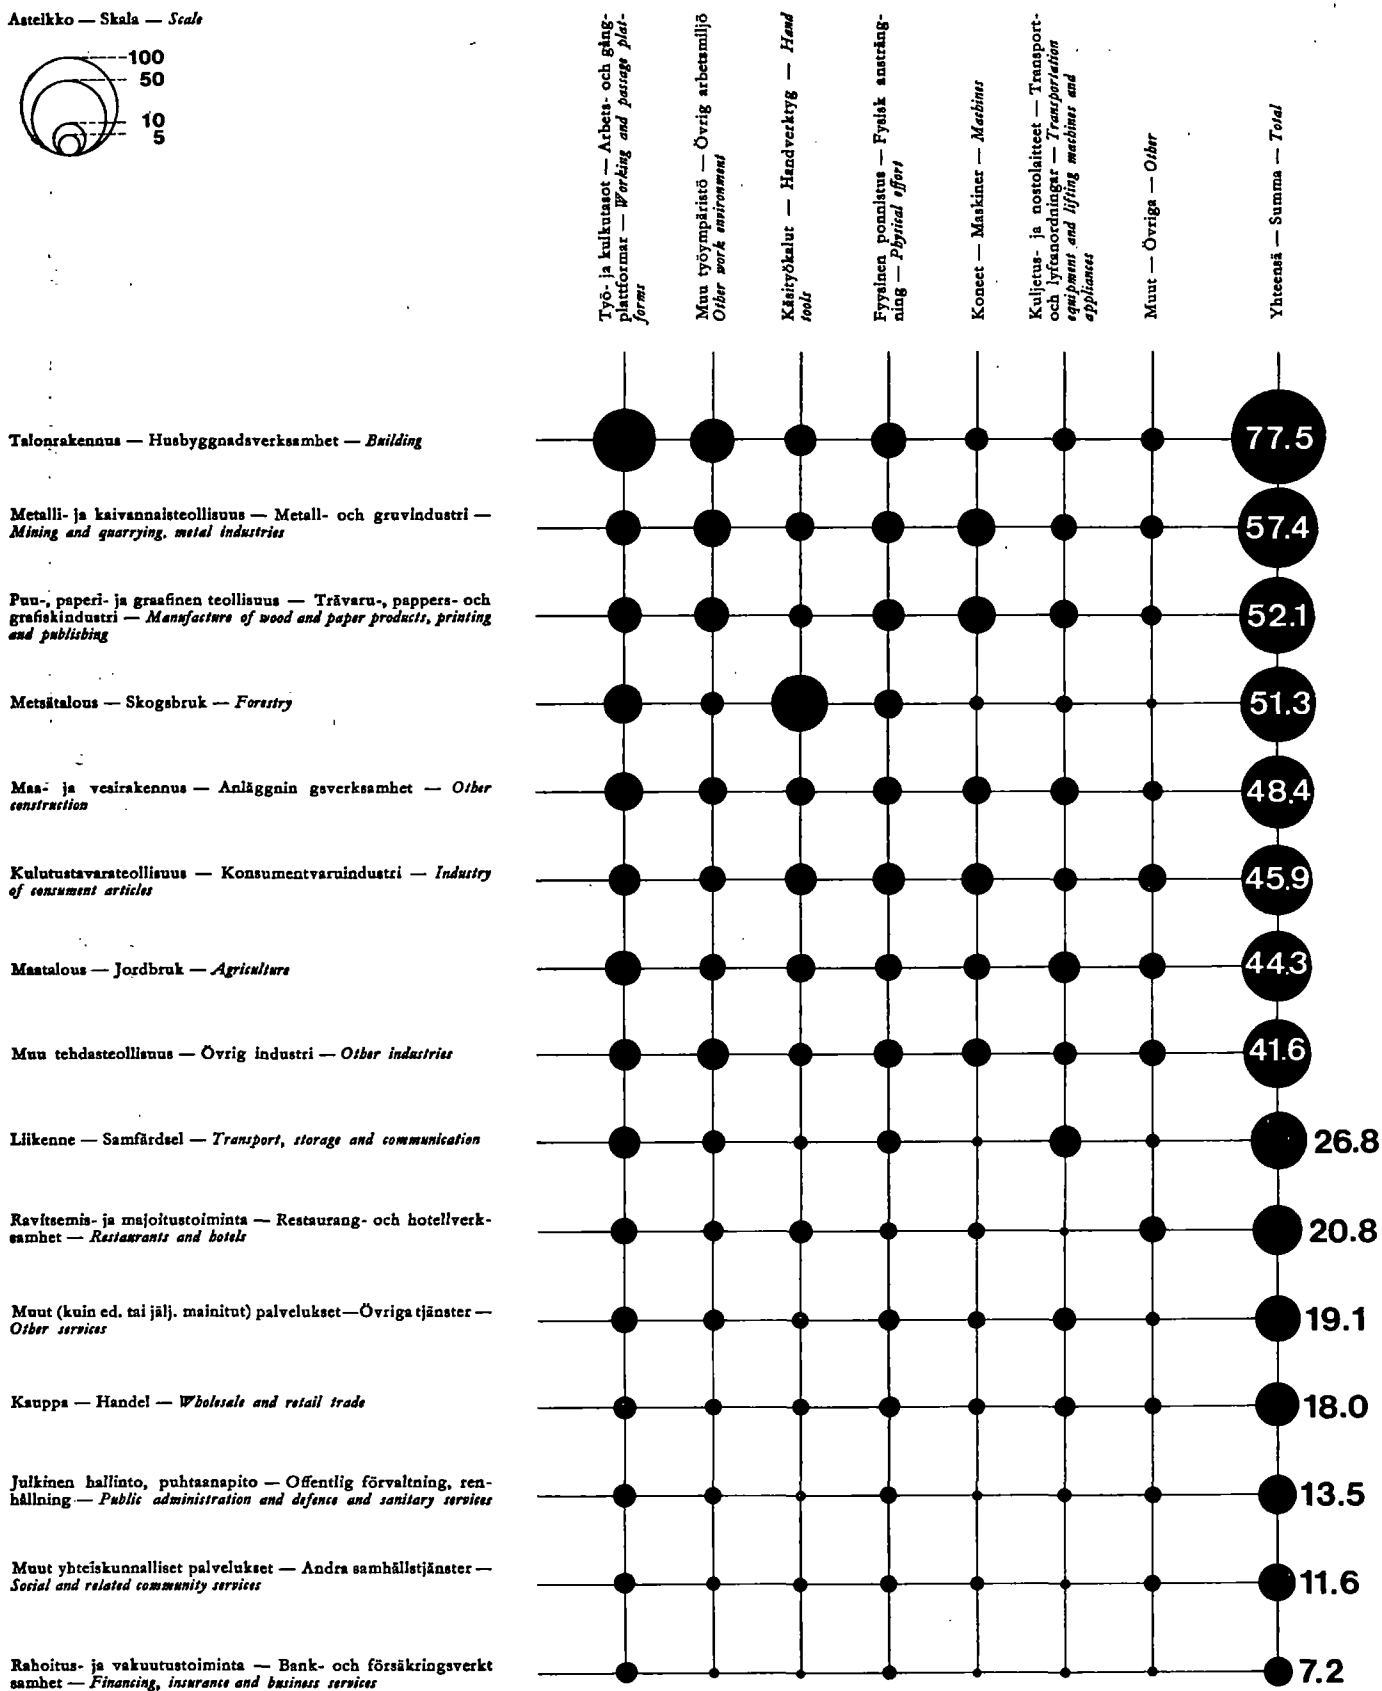 Asteikko — Skala — Scale
100
50
10
5
Työ- ja kulkutasot — Arbets- och gång-
plattformar — Working and passage plat-
forms
Muu työympäristö — Övrig arbetsmiljö
Other work environment
Käsityökalut — Handverktyg — Hand
tools
Fyysinen ponnistus — Fysisk ansträng-
ning — Physical effort
Koneet — Maskiner — Machines
Kuljetus- ja nostolaitteet — Transport-
och lyftanordningar — Transportation
equipment and lifting machines and
appliances
Muut — Övriga — Other
Yhteensä — Summa — Total
Talonrakennus — Husbyggnadsverksamhet — Building
77.5
Metalli- ja kaivannaisteollisuus — Metall- och gruvindustri —
Mining and quarrying, metal industries
57.4
Puu-, paperi- ja graafinen teollisuus — Trävaru-, pappers- och
grafiskindustri — Manufacture of wood and paper products, printing
and publishing
52.1
Metsätalous — Skogsbruk — Forestry
51.3
Maa- ja vesirakennus — Anläggnin gsverksamhet — Other
construction
48.4
Kulutustavarateollisuus — Konsumentvaruindustri — Industry
of consument articles
45.9
Maatalous — Jordbruk — Agriculture
44.3
Muu tehdasteollisuus — Övrig industri — Other industries
41.6
Liikenne — Samfärdsel — Transport, storage and communication
26.8
Ravitsemis- ja majoitustoiminta — Restaurang- och hotellverk-
samhet — Restaurants and hotels
20.8
Muut (kuin ed. tai jälj. mainitut) palvelukset—Övriga tjänster —
Other services
19.1
Kauppa — Handel — Wholesale and retail trade
18.0
Julkinen hallinto, puhtaanapito — Offentlig förvaltning, ren-
hållning — Public administration and defence and sanitary services
13.5
Muut yhteiskunnalliset palvelukset — Andra samhällstjänster —
Social and related community services
11.6
Rahoitus- ja vakuutustoiminta — Bank- och försäkringsverkt
samhet — Financing, insurance and business services
7.2